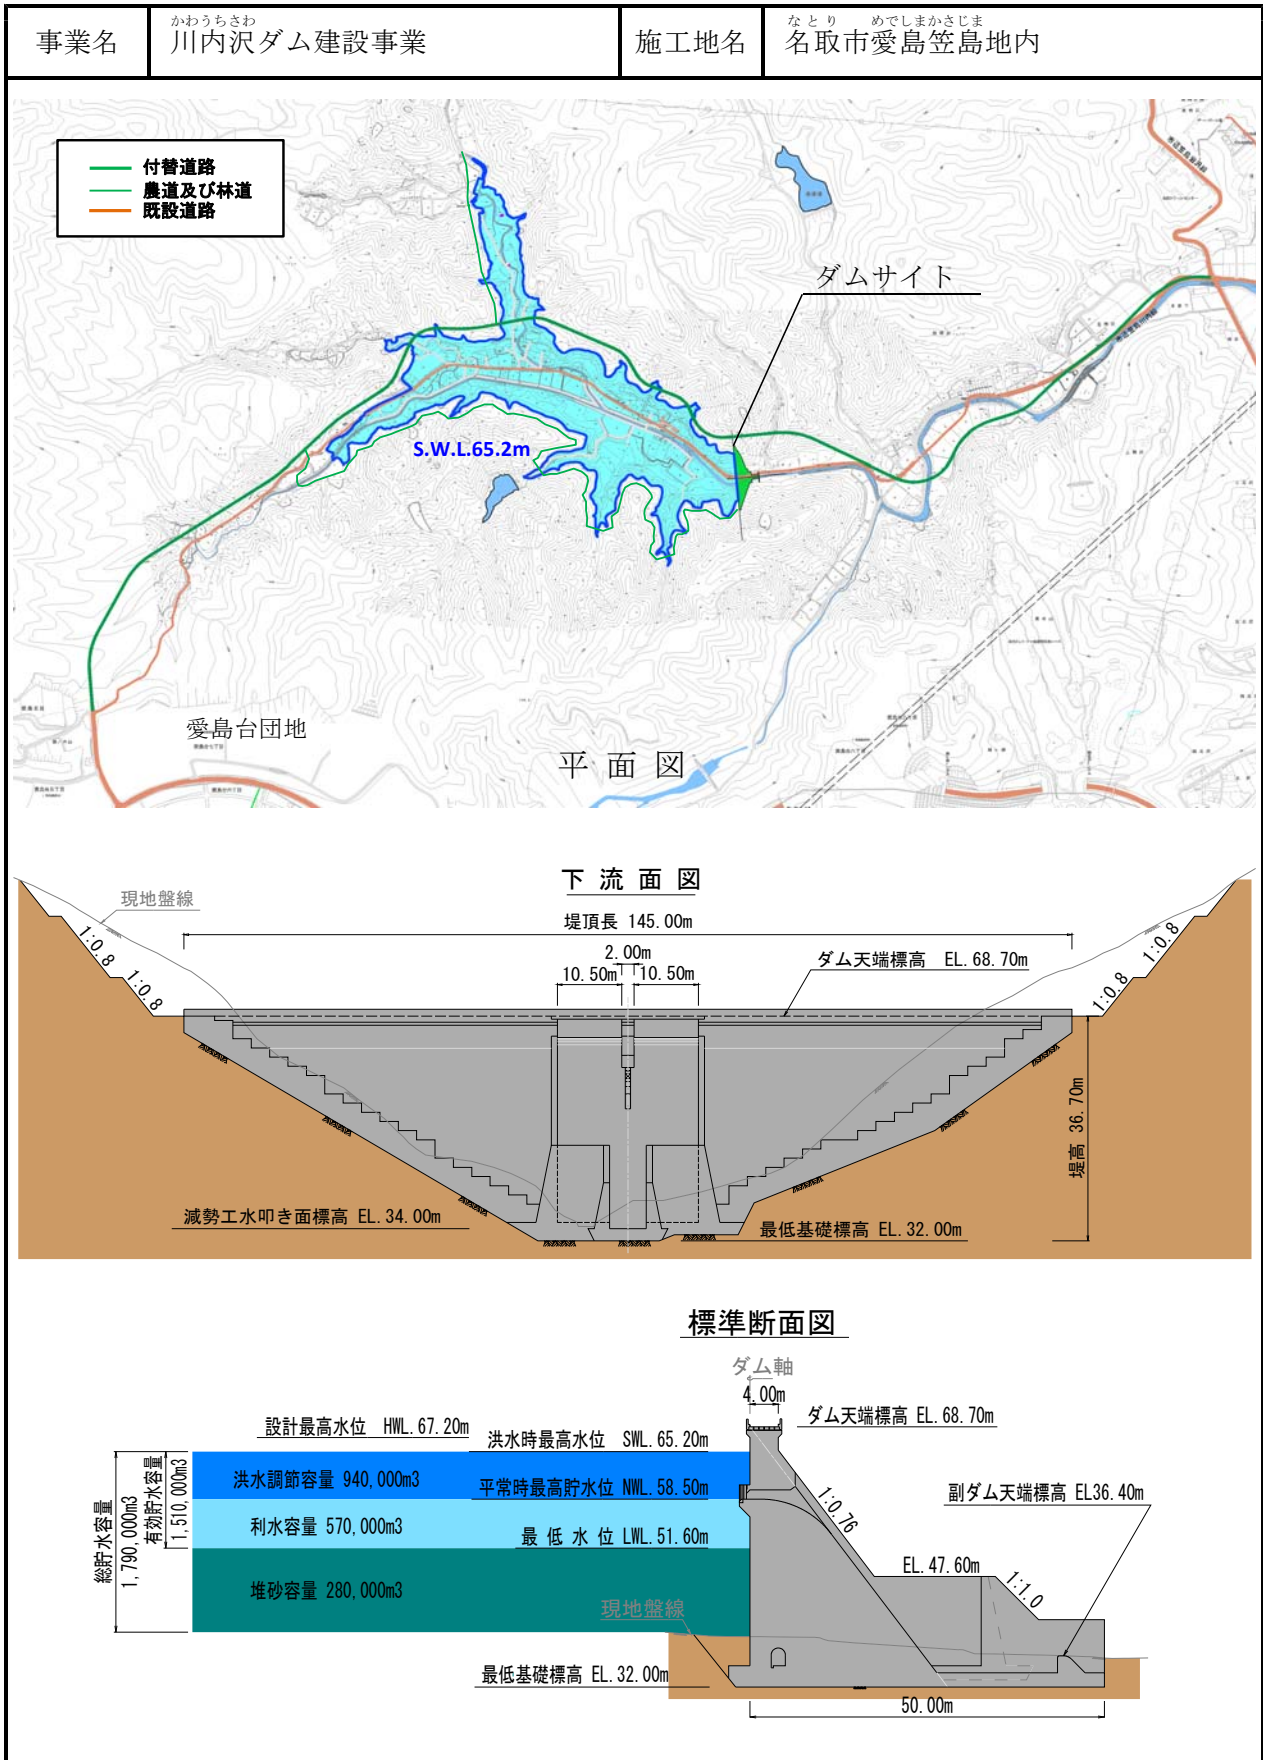 事業名
かわうちさわ
川内沢ダム建設事業
施工地名
なとり めでしまかさじま
名取市愛島笠島地内
付替道路
農道及び林道
既設道路
ダムサイト
S.W.L.65.2m
愛島台団地
平面図
下流面図
現地盤線
堤頂長 145.00m
2.00m
10.50m 10.50m
ダム天端標高 EL.68.70m
1:0.8
1:0.8
1:0.8
1:0.8
堤高 36.70m
減勢工水叩き面標高 EL.34.00m
最低基礎標高 EL.32.00m
標準断面図
ダム軸
4.00m
設計最高水位 HWL.67.20m
ダム天端標高 EL.68.70m
洪水時最高水位 SWL.65.20m
洪水調節容量 940,000m3
平常時最高貯水位 NWL.58.50m
利水容量 570,000m3
最低水位 LWL.51.60m
堆砂容量 280,000m3
総貯水容量
1,790,000m3
有効貯水容量
1,510,000m3
1:0.76
副ダム天端標高 EL36.40m
EL.47.60m
1:1.0
現地盤線
最低基礎標高 EL.32.00m
50.00m